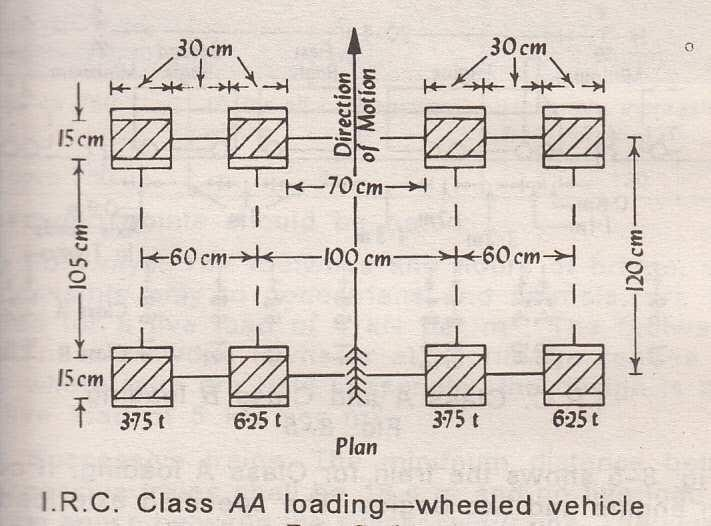 30 cm
30 cm
Direction
of Motion
15 cm
70 cm
105 cm
60 cm
100 cm
60 cm
120 cm
15 cm
3·75 t
6·25 t
3·75 t
6·25 t
Plan
I.R.C. Class AA loading—wheeled vehicle